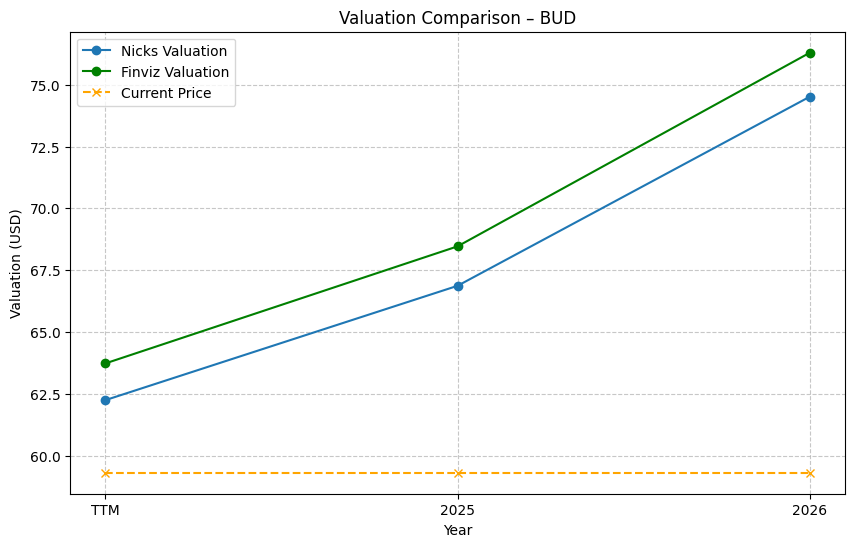 Valuation Comparison – BUD
Nicks Valuation
Finviz Valuation
Current Price
Valuation (USD)
75.0
72.5
70.0
67.5
65.0
62.5
60.0
TTM
2025
2026
Year